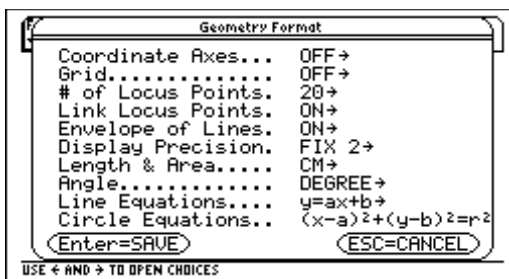 Geometry Format
Coordinate Axes... OFF→
Grid.............. OFF→
# of Locus Points. 20→
Link Locus Points. ON→
Envelope of Lines. ON→
Display Precision. FIX 2→
Length & Area..... CM→
Angle............. DEGREE→
Line Equations.... y=ax+b→
Circle Equations.. (x-a)²+(y-b)²=r²
Enter=SAVE ESC=CANCEL
USE ← AND → TO OPEN CHOICES